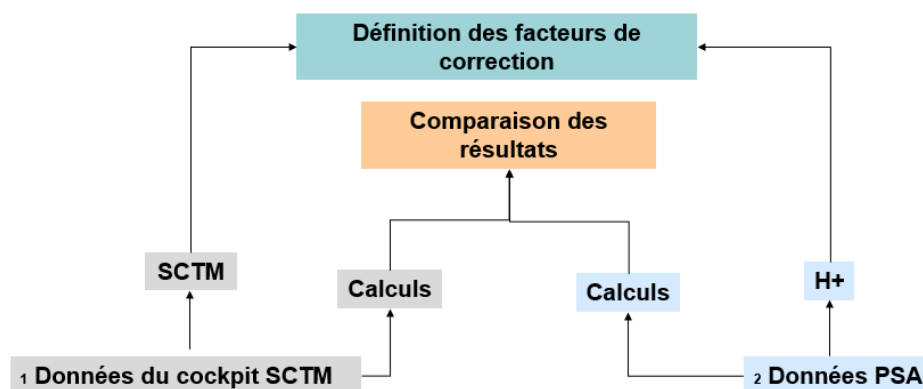 Définition des facteurs de
correction
Comparaison des
résultats
SCTM
Calculs
Calculs
H+
1 Données du cockpit SCTM
2 Données PSA